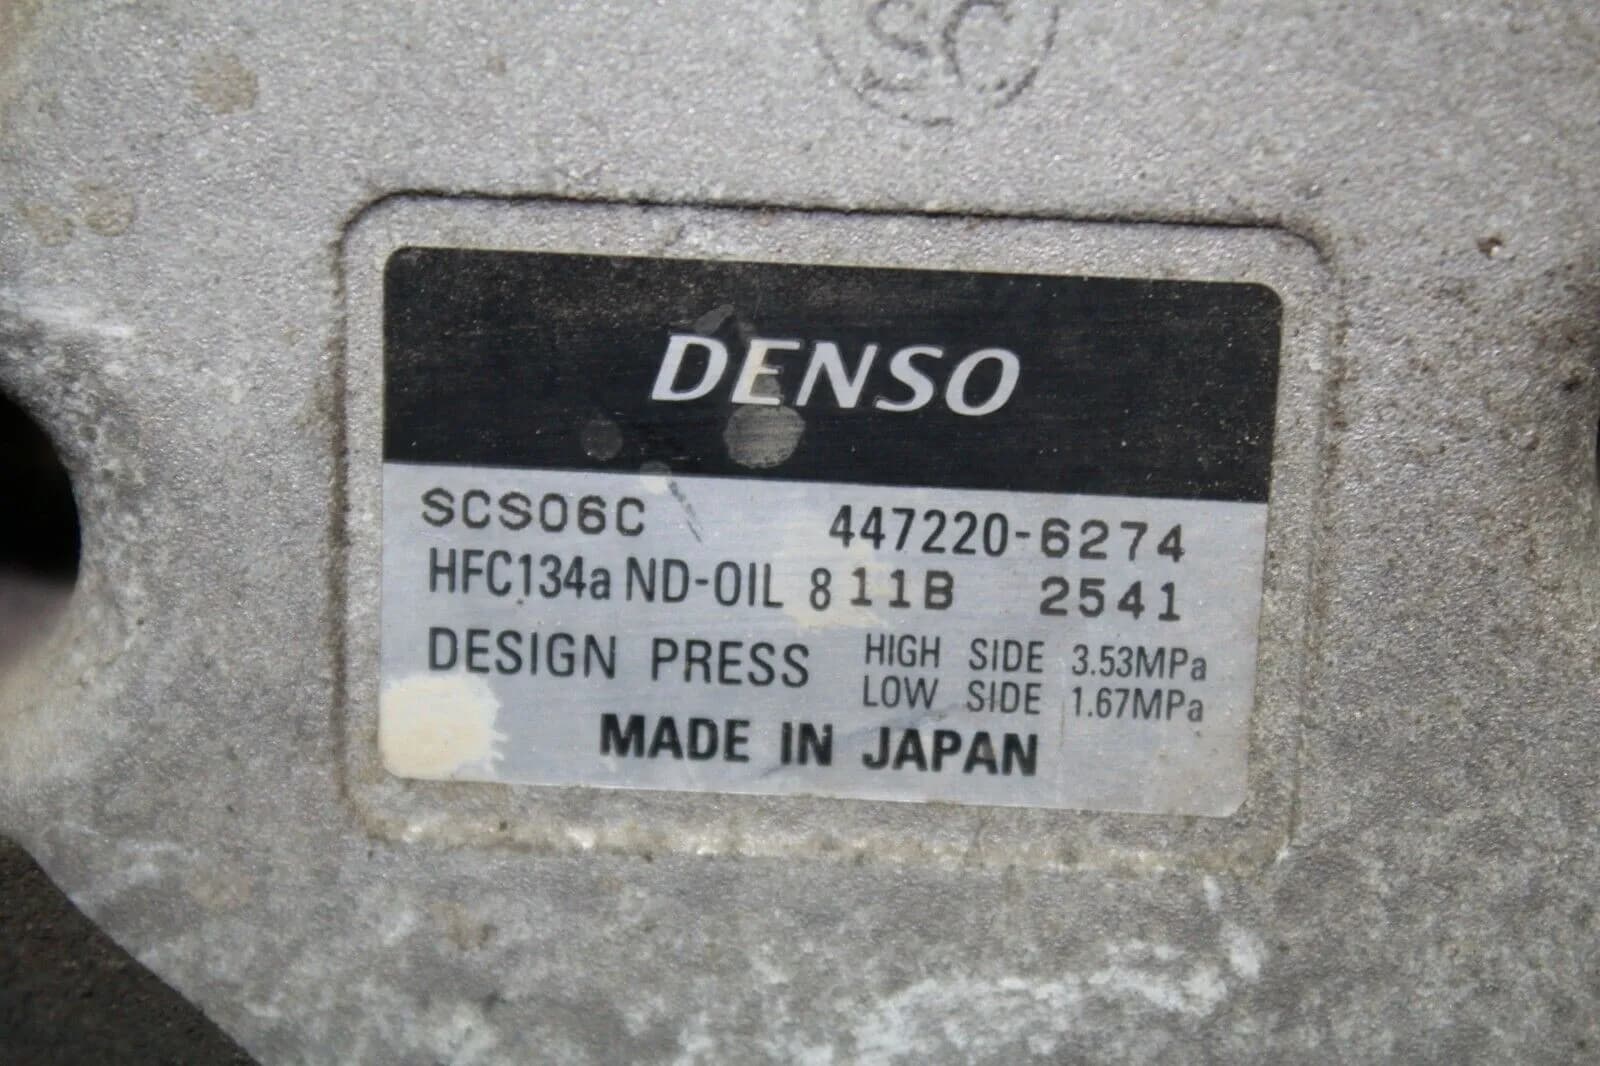 SC
DENSO
SCS06C 447220-6274
HFC134a ND-OIL 8 11B 2541
DESIGN PRESS HIGH SIDE 3.53MPa
LOW SIDE 1.67MPa
MADE IN JAPAN